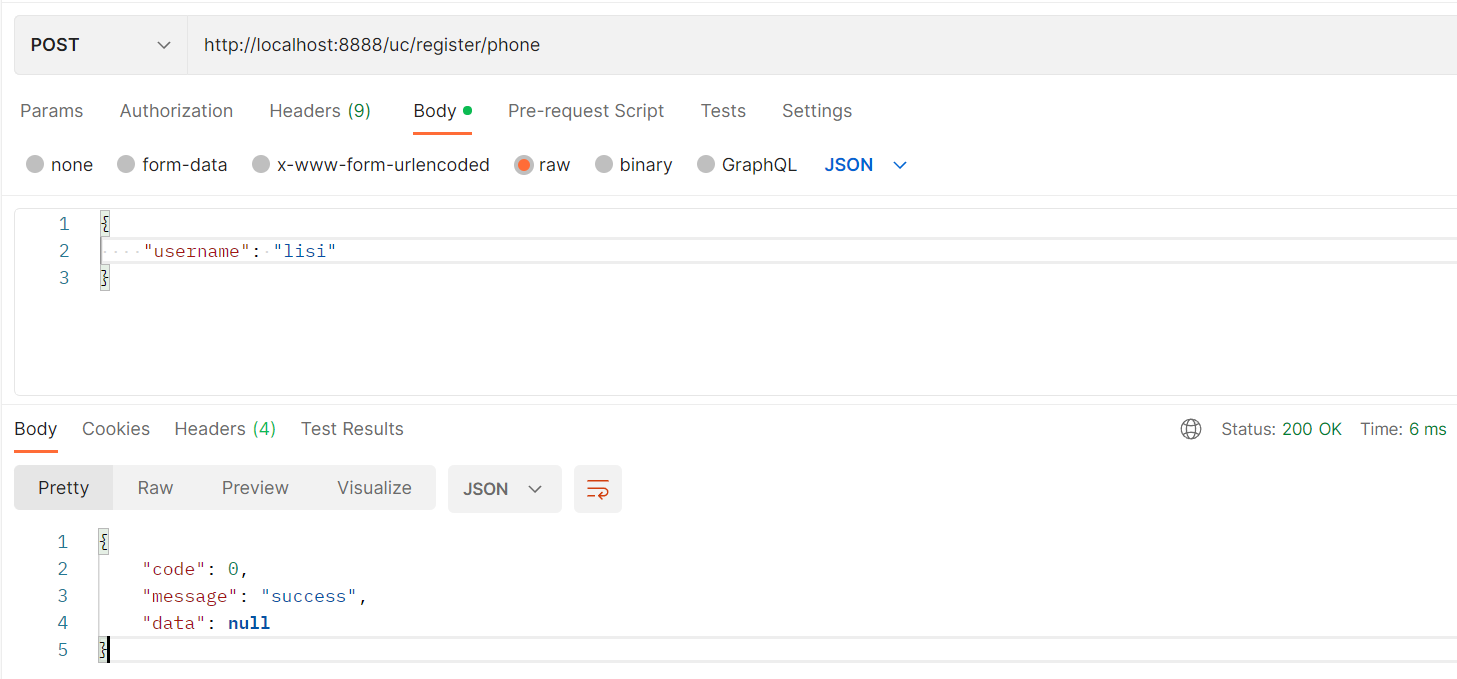 POST http://localhost:8888/uc/register/phone
Params Authorization Headers (9) Body Pre-request Script Tests Settings
none form-data x-www-form-urlencoded raw binary GraphQL JSON
1 {
2 "username": "lisi"
3 }
Body Cookies Headers (4) Test Results Status: 200 OK Time: 6 ms
Pretty Raw Preview Visualize JSON
1 {
2 "code": 0,
3 "message": "success",
4 "data": null
5 }